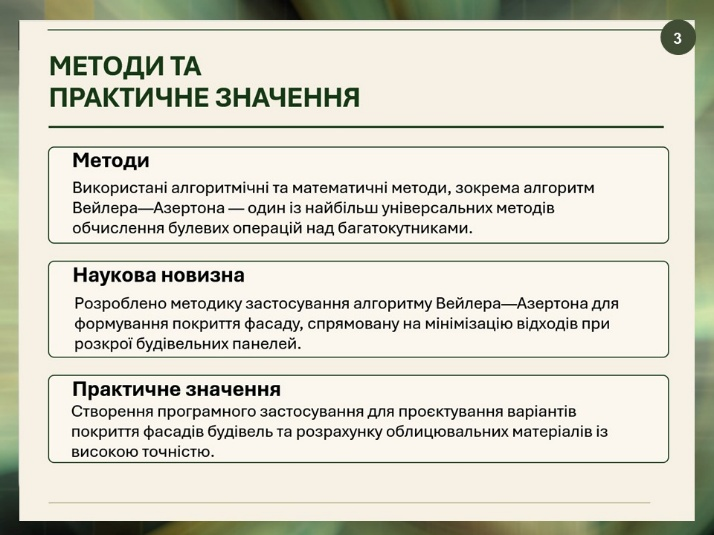 3
МЕТОДИ ТА
ПРАКТИЧНЕ ЗНАЧЕННЯ
Методи
Використані алгоритмічні та математичні методи, зокрема алгоритм
Вейлера—Азертона — один із найбільш універсальних методів
обчислення булевих операцій над багатокутниками.
Наукова новизна
Розроблено методику застосування алгоритму Вейлера—Азертона для
формування покриття фасаду, спрямовану на мінімізацію відходів при
розкрої будівельних панелей.
Практичне значення
Створення програмного застосування для проєктування варіантів
покриття фасадів будівель та розрахунку облицювальних матеріалів із
високою точністю.